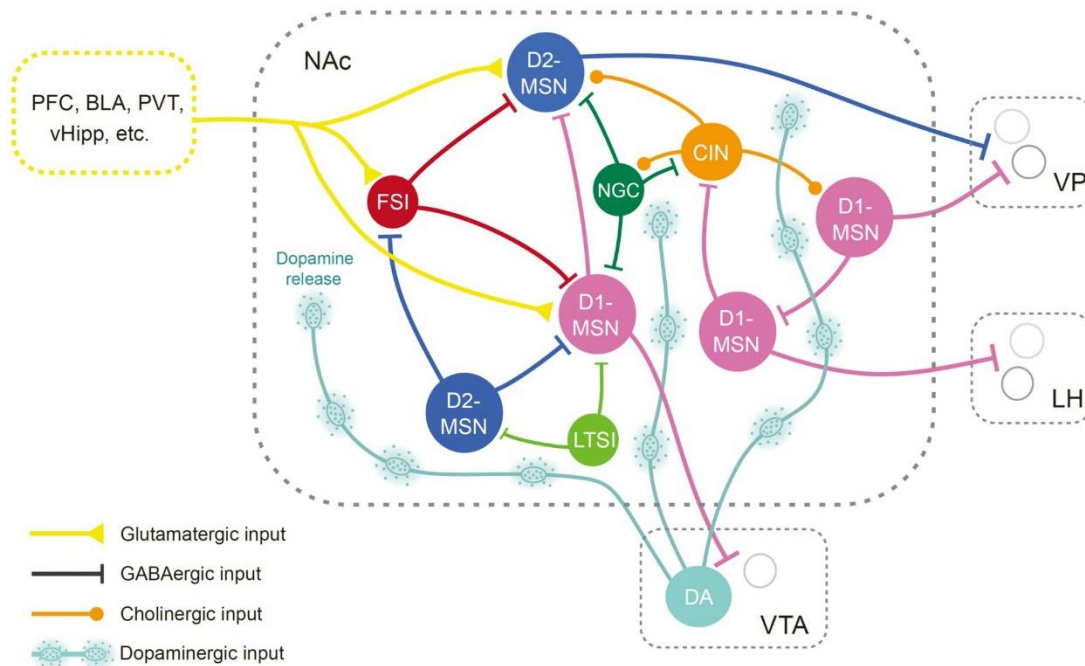 NAc
D2-
MSN
PFC, BLA, PVT,
vHipp, etc.
CIN
VP
FSI
NGC
D1-
MSN
Dopamine
release
D1-
MSN
D1-
MSN
LH
D2-
MSN
LTSI
Glutamatergic input
GABAergic input
Cholinergic input
Dopaminergic input
DA
VTA